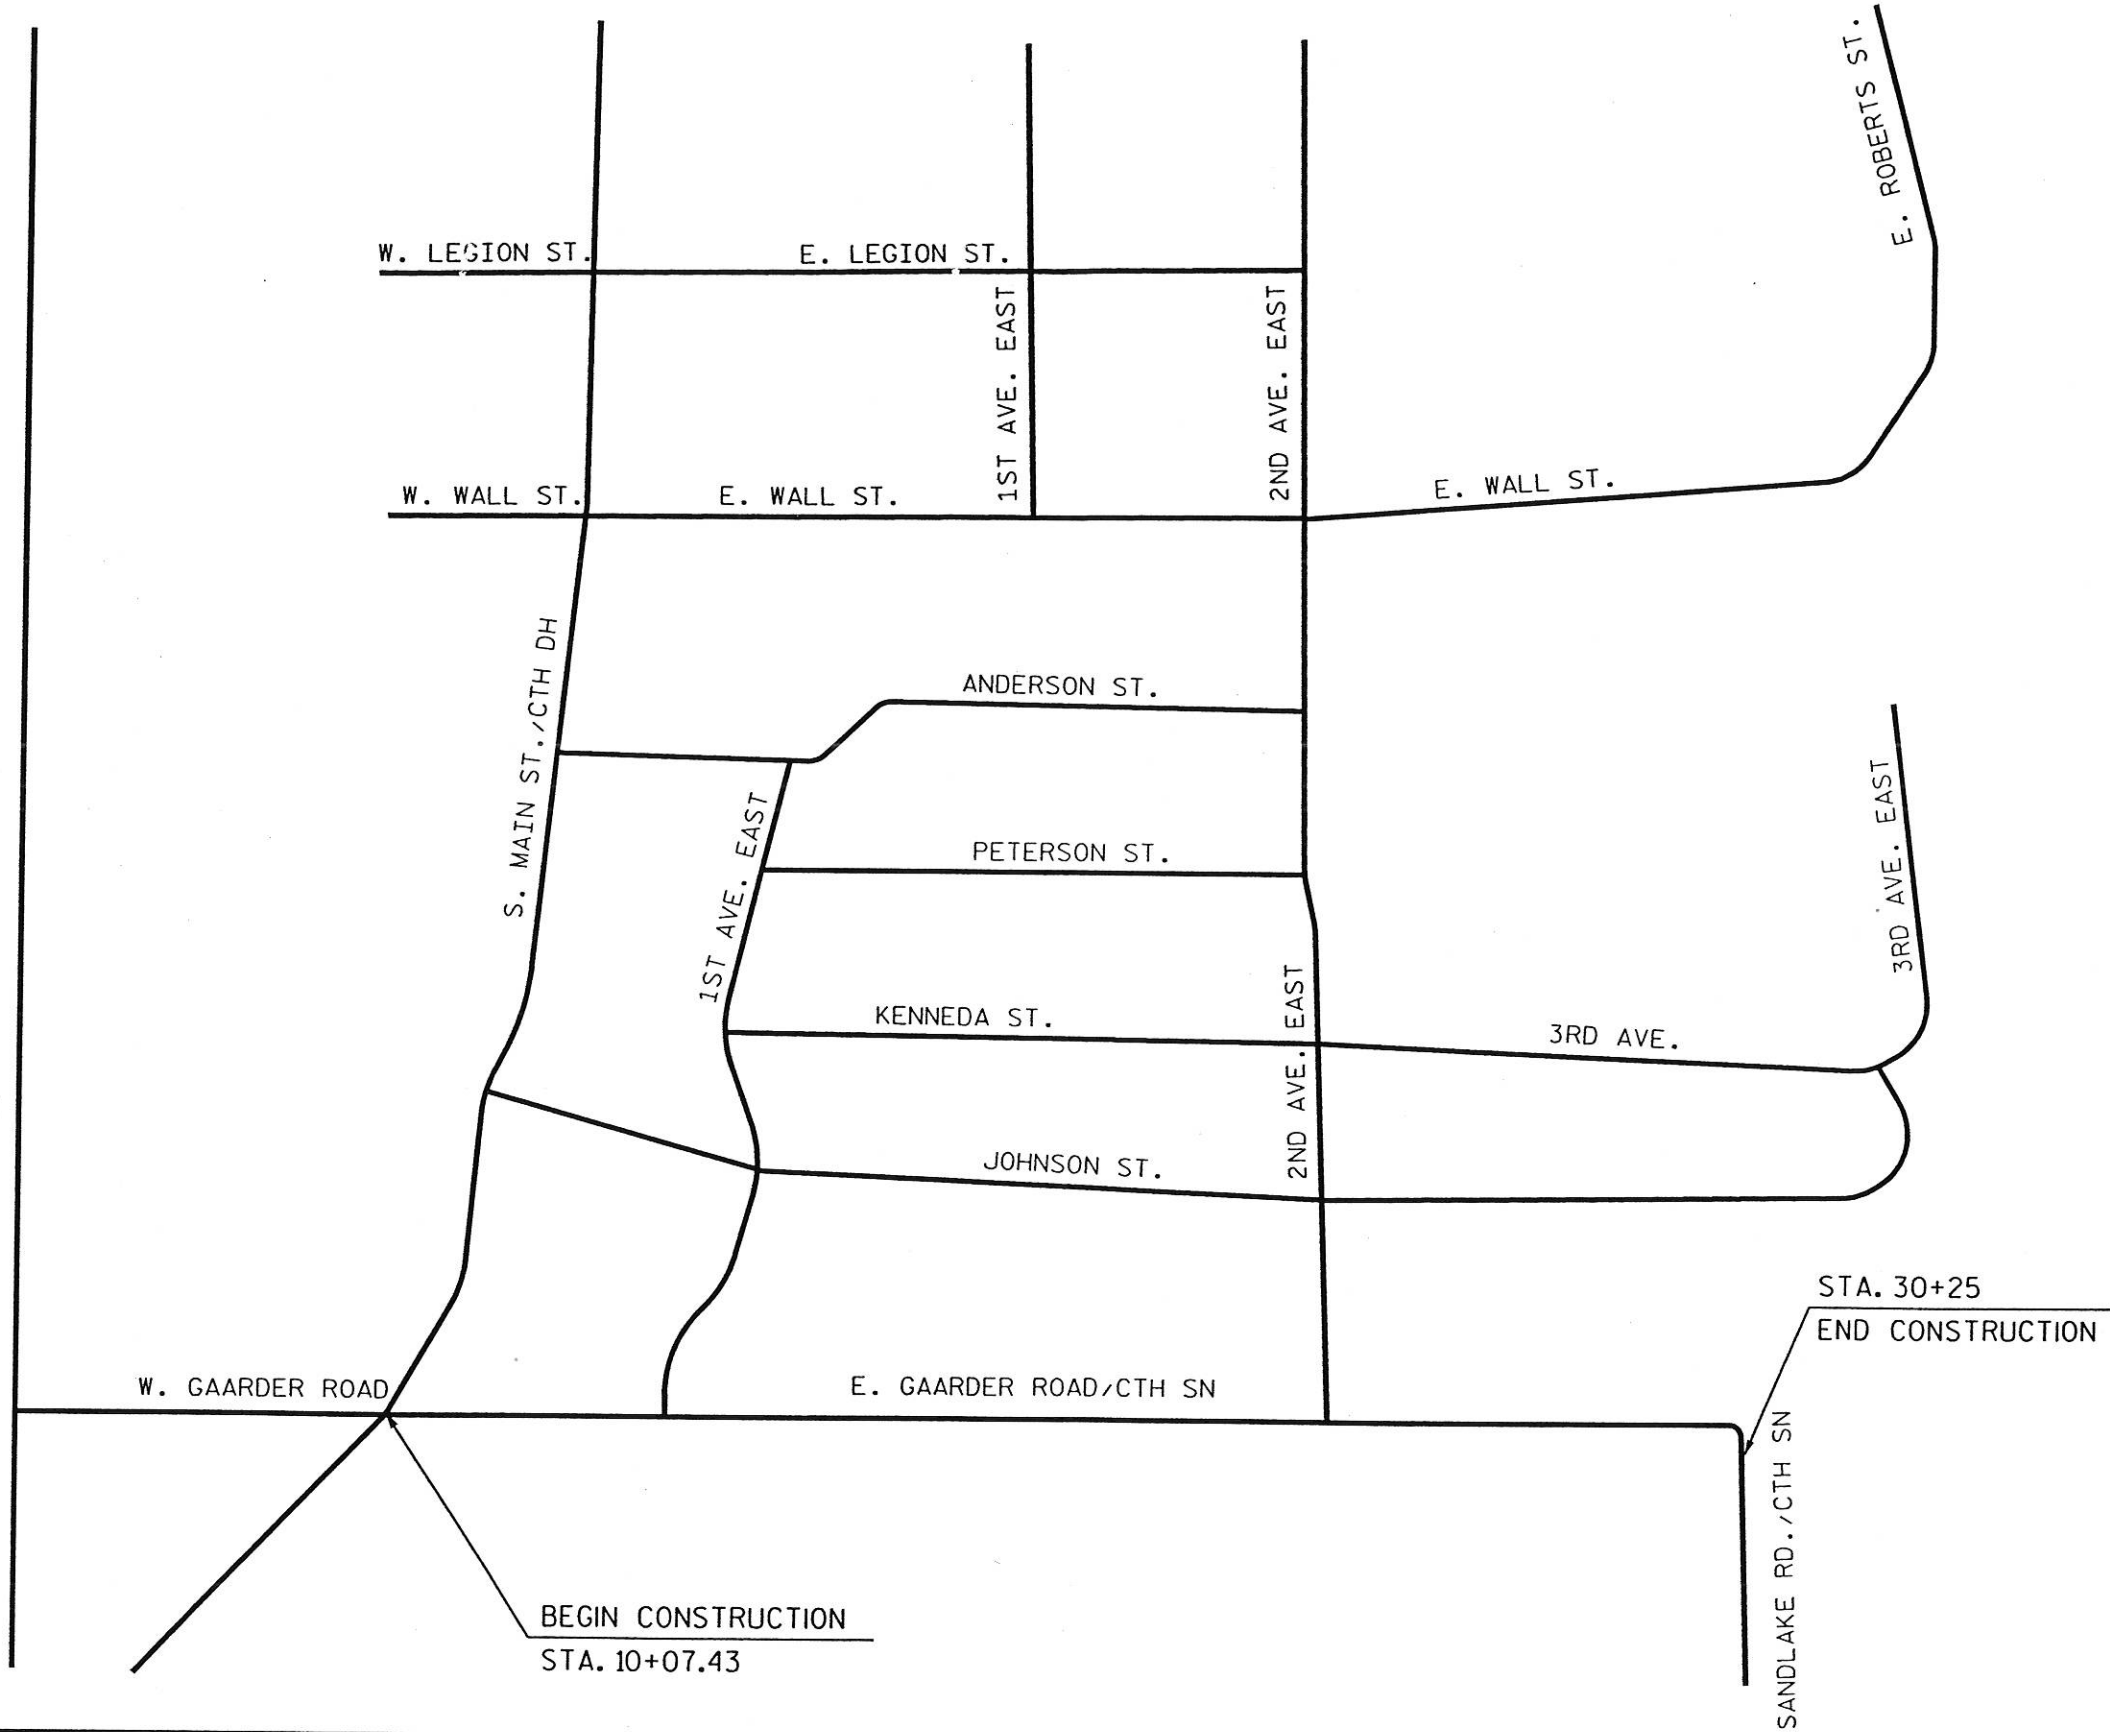 E. ROBERTS ST.
W. LEGION ST.
E. LEGION ST.
1ST AVE. EAST
2ND AVE. EAST
W. WALL ST.
E. WALL ST.
E. WALL ST.
S. MAIN ST./CTH DH
ANDERSON ST.
1ST AVE. EAST
PETERSON ST.
3RD AVE. EAST
KENNEDA ST.
2ND AVE. EAST
3RD AVE.
JOHNSON ST.
STA. 30+25
END CONSTRUCTION
W. GAARDER ROAD
E. GAARDER ROAD/CTH SN
SANDLAKE RD./CTH SN
BEGIN CONSTRUCTION
STA. 10+07.43